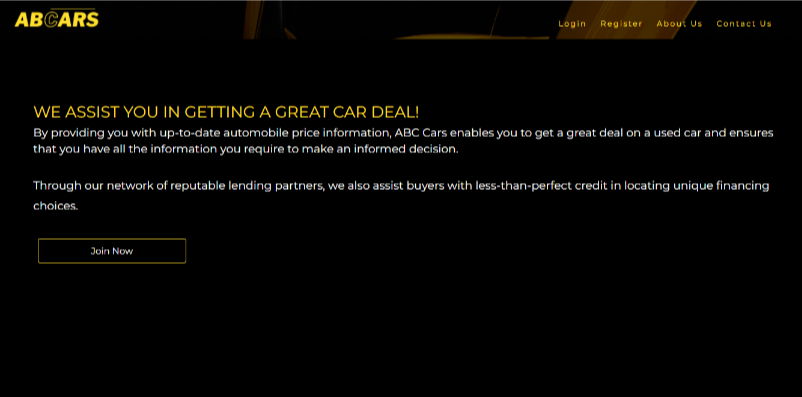 ABCARS
Login Register About Us Contact Us
WE ASSIST YOU IN GETTING A GREAT CAR DEAL!
By providing you with up-to-date automobile price information, ABC Cars enables you to get a great deal on a used car and ensures
that you have all the information you require to make an informed decision.
Through our network of reputable lending partners, we also assist buyers with less-than-perfect credit in locating unique financing
choices.
Join Now